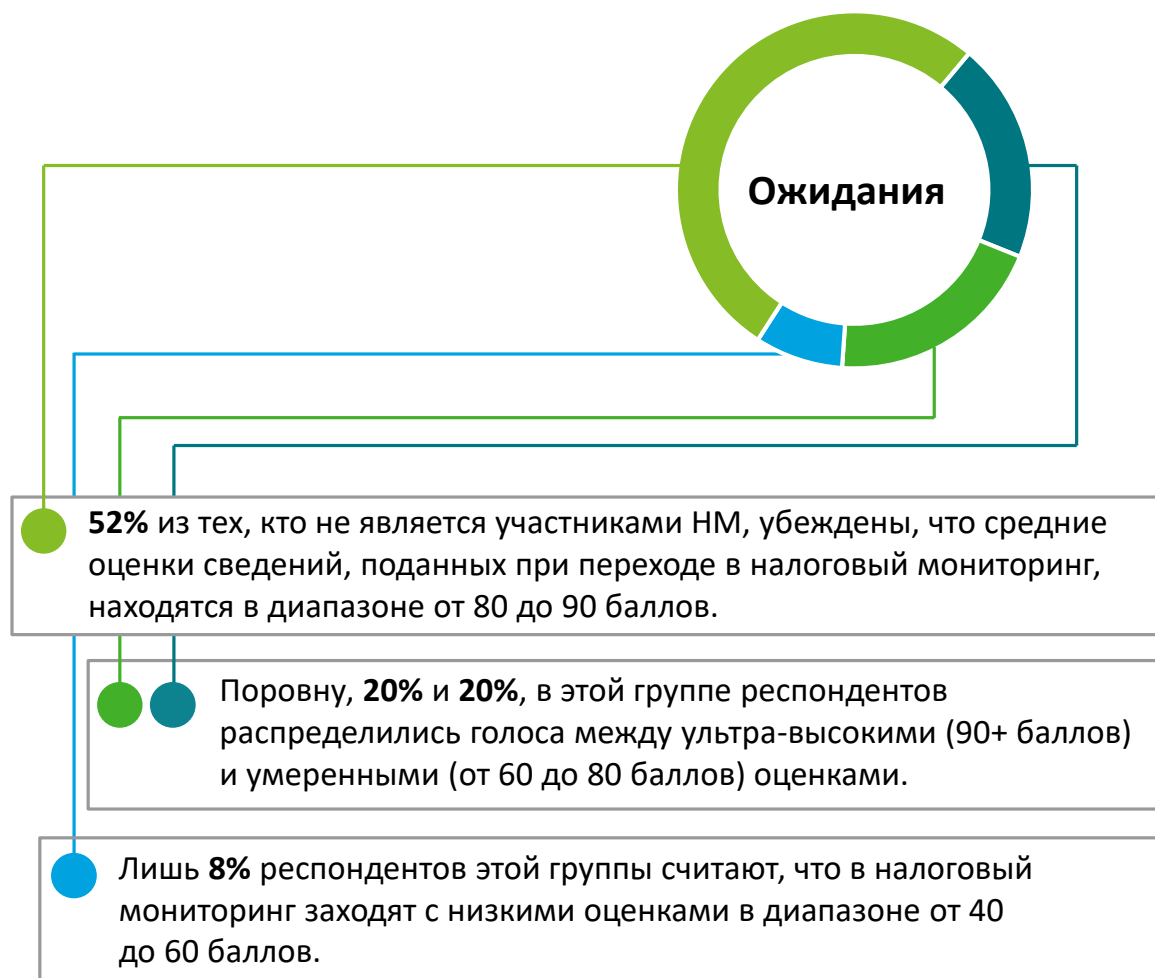 Ожидания
52% из тех, кто не является участниками НМ, убеждены, что средние
оценки сведений, поданных при переходе в налоговый мониторинг,
находятся в диапазоне от 80 до 90 баллов.
Поровну, 20% и 20%, в этой группе респондентов
распределились голоса между ультра-высокими (90+ баллов)
и умеренными (от 60 до 80 баллов) оценками.
Лишь 8% респондентов этой группы считают, что в налоговый
мониторинг заходят с низкими оценками в диапазоне от 40
до 60 баллов.